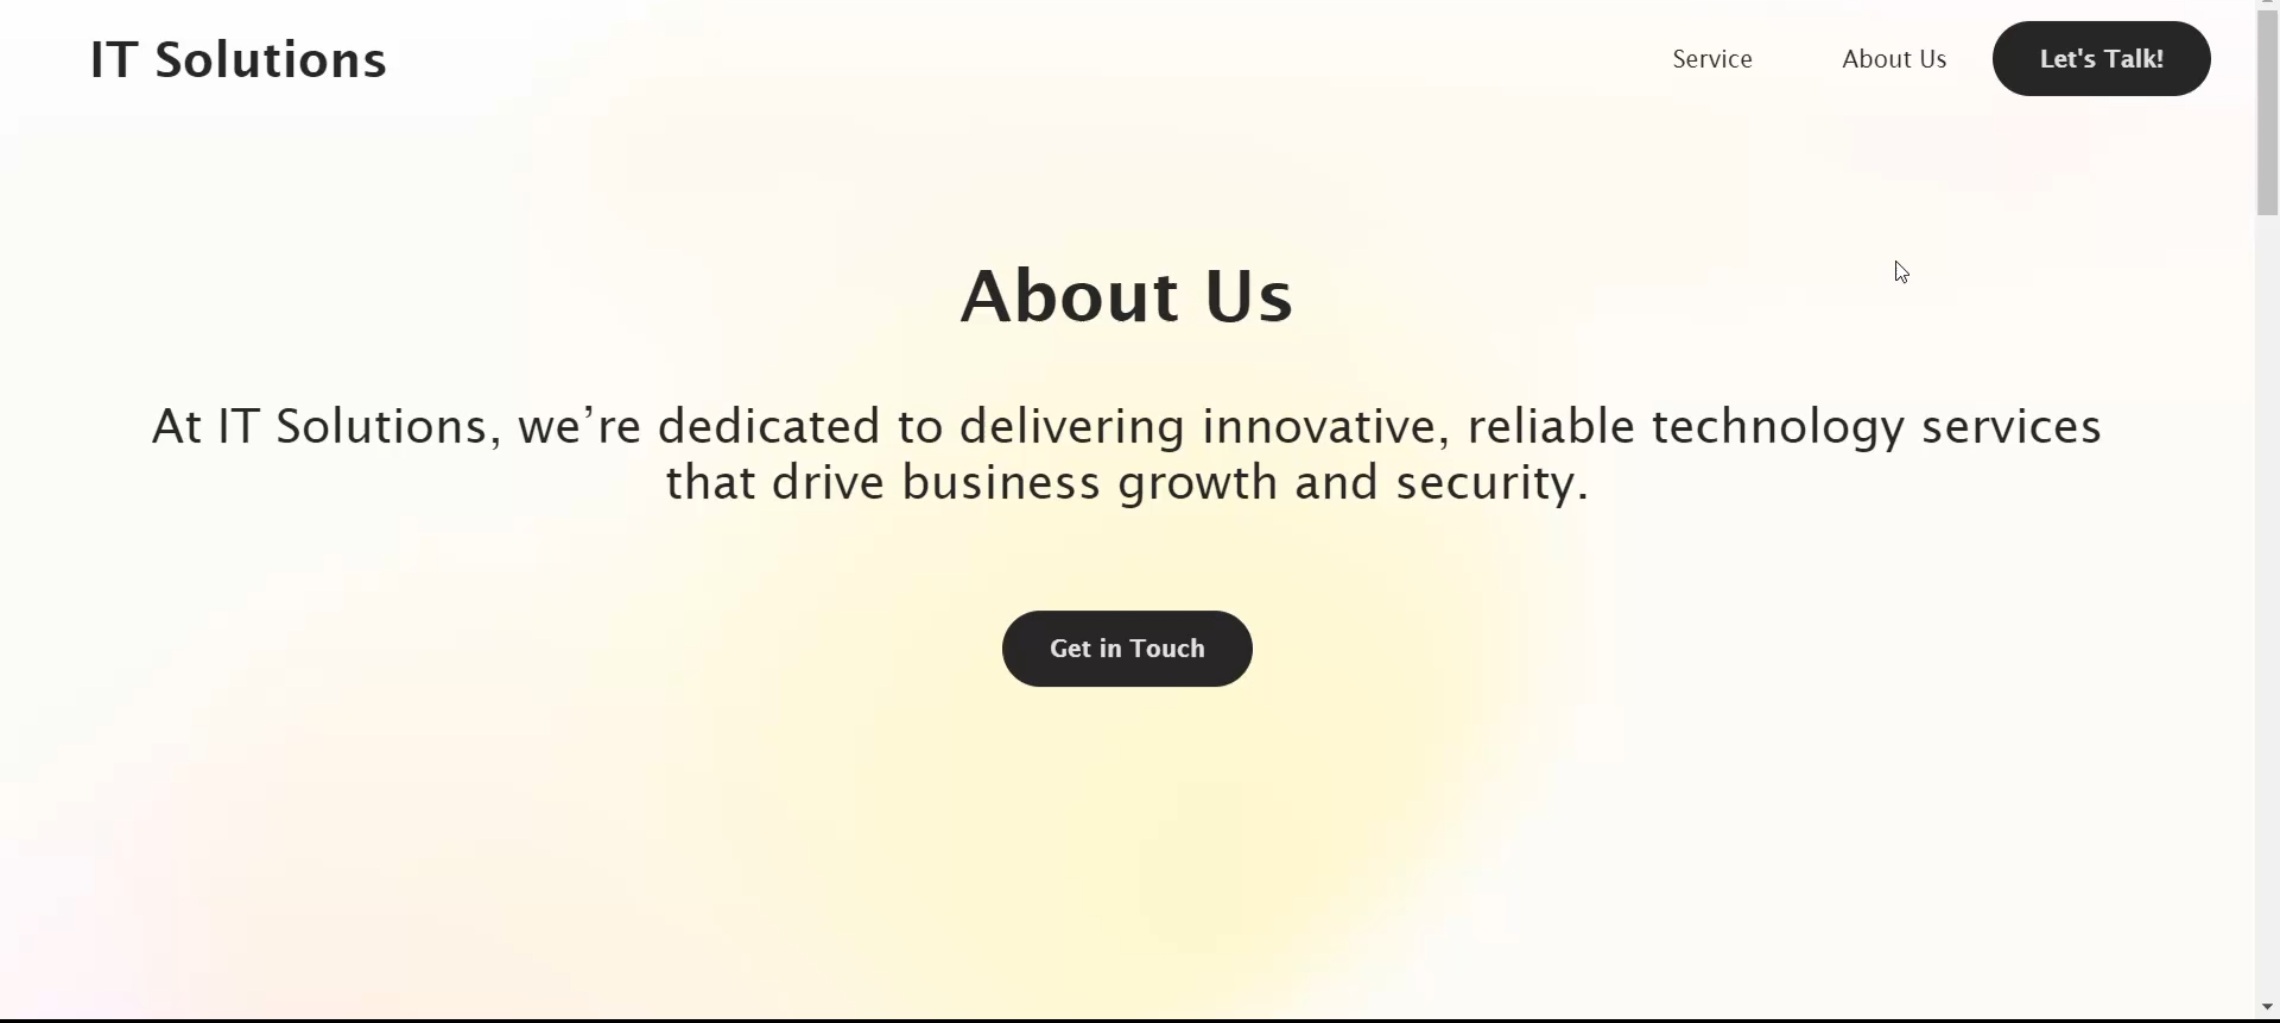 IT Solutions
Service
About Us
Let's Talk!
About Us
At IT Solutions, we’re dedicated to delivering innovative, reliable technology services
that drive business growth and security.
Get in Touch